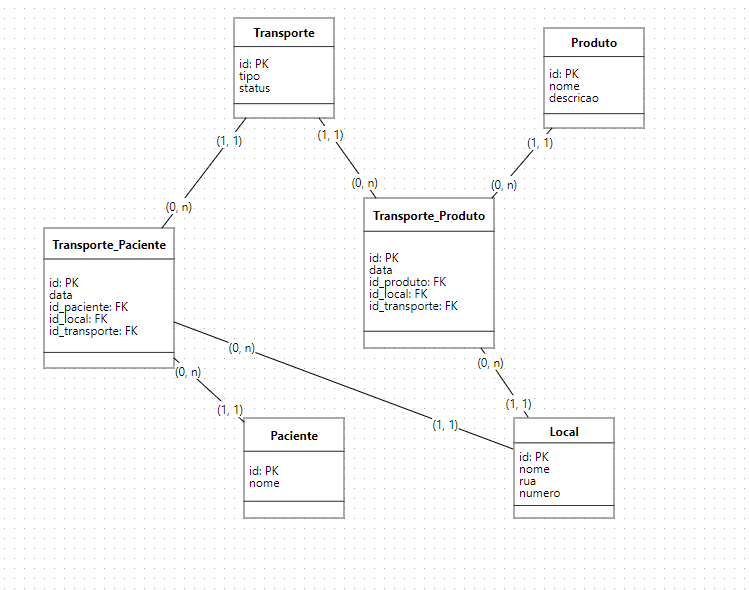 Transporte
id: PK
tipo
status
Produto
id: PK
nome
descricao
(1, 1)
(1, 1)
(1, 1)
(0, n)
(0, n)
(0, n)
Transporte_Paciente
id: PK
data
id_paciente: FK
id_local: FK
id_transporte: FK
Transporte_Produto
id: PK
data
id_produto: FK
id_local: FK
id_transporte: FK
(0, n)
(0, n)
(0, n)
(1, 1)
(1, 1)
(1, 1)
Paciente
id: PK
nome
Local
id: PK
nome
rua
numero